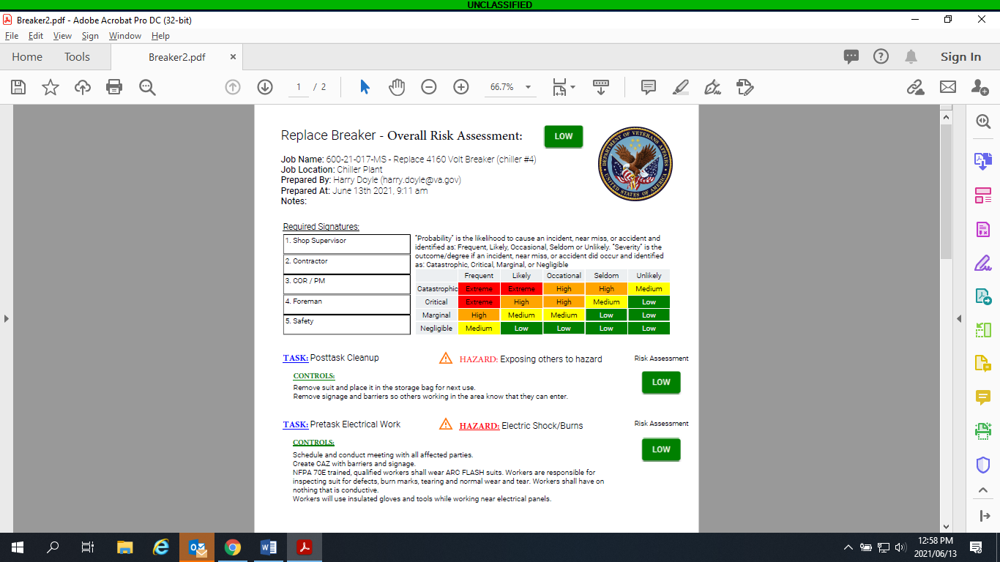 UNCLASSIFIED
Breaker2.pdf - Adobe Acrobat Pro DC (32-bit)
File Edit View Sign Window Help
Home Tools Breaker2.pdf × Sign In
1 / 2 66.7%
Replace Breaker - Overall Risk Assessment: LOW
DEPARTMENT OF VETERANS AFFAIRS
UNITED STATES OF AMERICA
Job Name: 600-21-017-MS - Replace 4160 Volt Breaker (chiller #4)
Job Location: Chiller Plant
Prepared By: Harry Doyle (harry.doyle@va.gov)
Prepared At: June 13th 2021, 9:11 am
Notes:
Required Signatures:
1. Shop Supervisor
2. Contractor
3. COR / PM
4. Foreman
5. Safety
"Probability" is the likelihood to cause an incident, near miss, or accident and
identified as: Frequent, Likely, Occasional, Seldom or Unlikely. "Severity" is the
outcome/degree if an incident, near miss, or accident did occur and identified
as: Catastrophic, Critical, Marginal, or Negligible
Frequent Likely Occational Seldom Unlikely
Catastrophic Extreme Extreme High High Medium
Critical Extreme High High Medium Low
Marginal High Medium Medium Low Low
Negligible Medium Low Low Low Low
TASK: Posttask Cleanup HAZARD: Exposing others to hazard Risk Assessment
LOW
CONTROLS:
Remove suit and place it in the storage bag for next use.
Remove signage and barriers so others working in the area know that they can enter.
TASK: Pretask Electrical Work HAZARD: Electric Shock/Burns Risk Assessment
LOW
CONTROLS:
Schedule and conduct meeting with all affected parties.
Create CAZ with barriers and signage.
NFPA 70E trained, qualified workers shall wear ARC FLASH suits. Workers are responsible for
inspecting suit for defects, burn marks, tearing and normal wear and tear. Workers shall have on
nothing that is conductive.
Workers will use insulated gloves and tools while working near electrical panels.
12:58 PM
2021/06/13